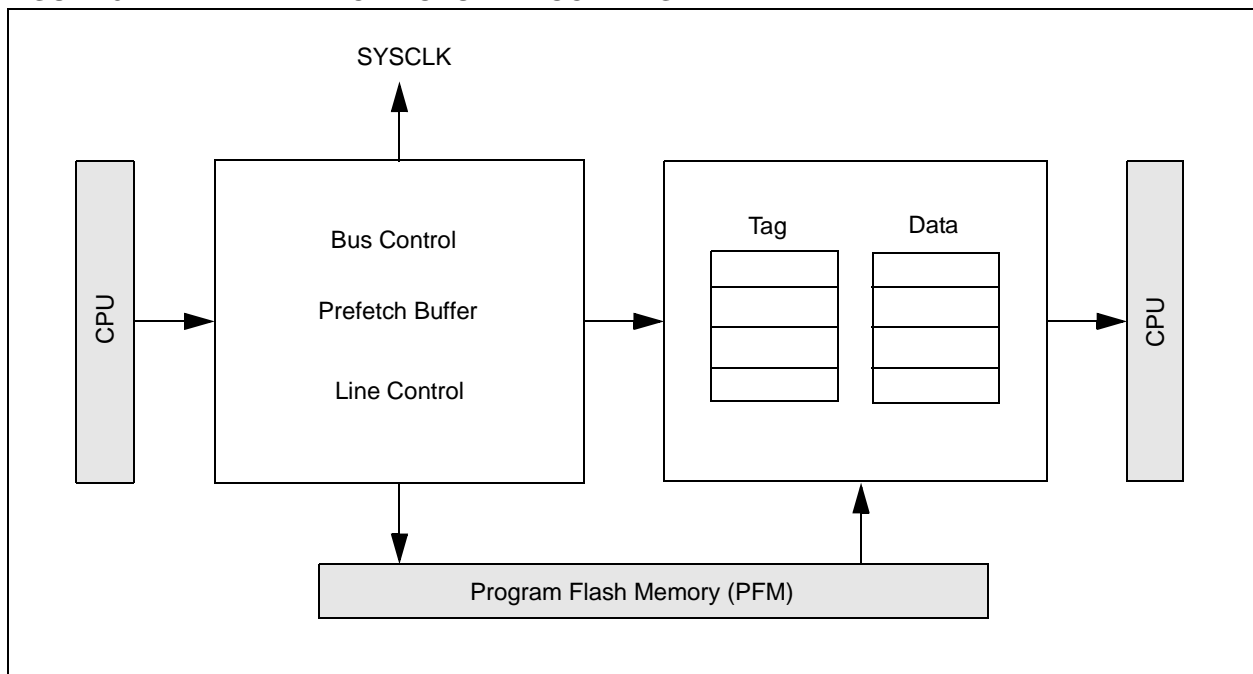 SYSCLK
CPU
Bus Control
Prefetch Buffer
Line Control
Tag
Data
CPU
Program Flash Memory (PFM)